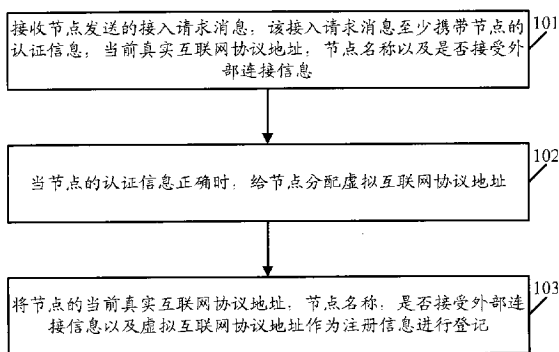 接收节点发送的接入请求消息，该接入请求消息至少携带节点的
认证信息，当前真实互联网协议地址，节点名称以及是否接受外
部连接信息
101
当节点的认证信息正确时，给节点分配虚拟互联网协议地址
102
将节点的当前真实互联网协议地址，节点名称，是否接受外部连
接信息以及虚拟互联网协议地址作为注册信息进行登记
103